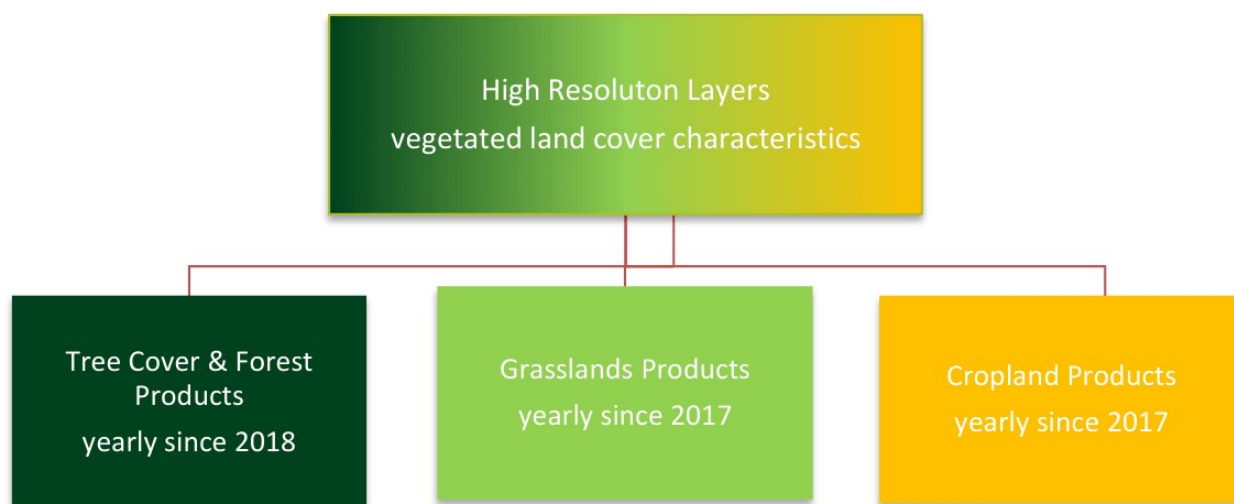 High Resoluton Layers
vegetated land cover characteristics
Tree Cover & Forest
Products
yearly since 2018
Grasslands Products
yearly since 2017
Cropland Products
yearly since 2017